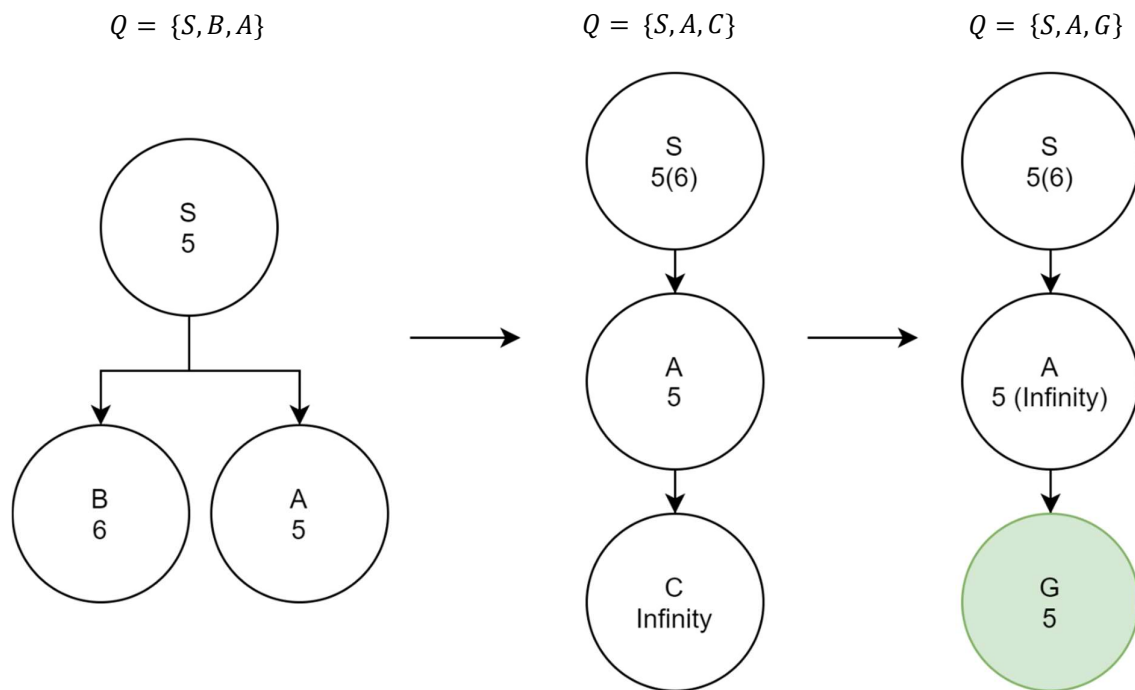 Q = {S, B, A}
Q = {S, A, C}
Q = {S, A, G}
S
5
B
6
A
5
S
5(6)
A
5
C
Infinity
S
5(6)
A
5 (Infinity)
G
5